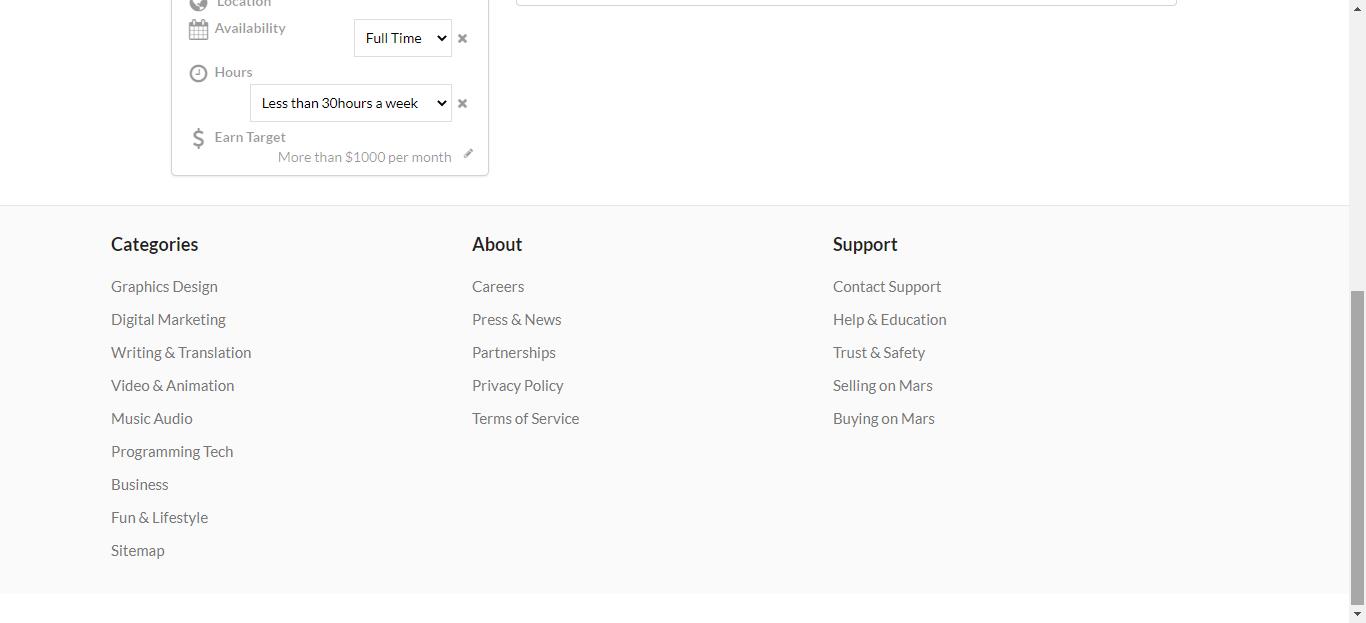 Location
Availability
Full Time
Hours
Less than 30hours a week
Earn Target
More than $1000 per month
Categories
Graphics Design
Digital Marketing
Writing & Translation
Video & Animation
Music Audio
Programming Tech
Business
Fun & Lifestyle
Sitemap
About
Careers
Press & News
Partnerships
Privacy Policy
Terms of Service
Support
Contact Support
Help & Education
Trust & Safety
Selling on Mars
Buying on Mars